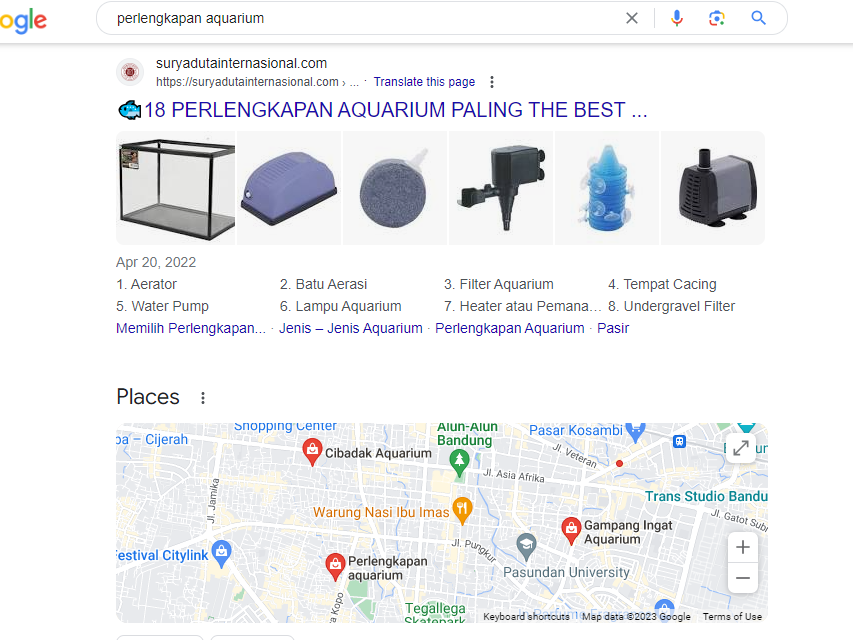 ogle
perlengkapan aquarium
suryadutainternasional.com
https://suryadutainternasional.com › ... · Translate this page
18 PERLENGKAPAN AQUARIUM PALING THE BEST ...
Apr 20, 2022
1. Aerator 2. Batu Aerasi 3. Filter Aquarium 4. Tempat Cacing
5. Water Pump 6. Lampu Aquarium 7. Heater atau Pemana... 8. Undergravel Filter
Memilih Perlengkapan... · Jenis – Jenis Aquarium · Perlengkapan Aquarium · Pasir
Places
Shopping Center
Alun-Alun
Bandung
Pasar Kosambi
ba – Cijerah
Cibadak Aquarium
Jl. Veteran
Jl. Asia Afrika
Jl. Jamika
Trans Studio Bandu
Warung Nasi Ibu Imas
Jl. Gatot Subr
Gampang Ingat
Aquarium
Jl. Pungkur
Festival Citylink
Perlengkapan
aquarium
Pasundan University
Kopo
Tegallega
Skatepark
Keyboard shortcuts Map data ©2023 Google Terms of Use